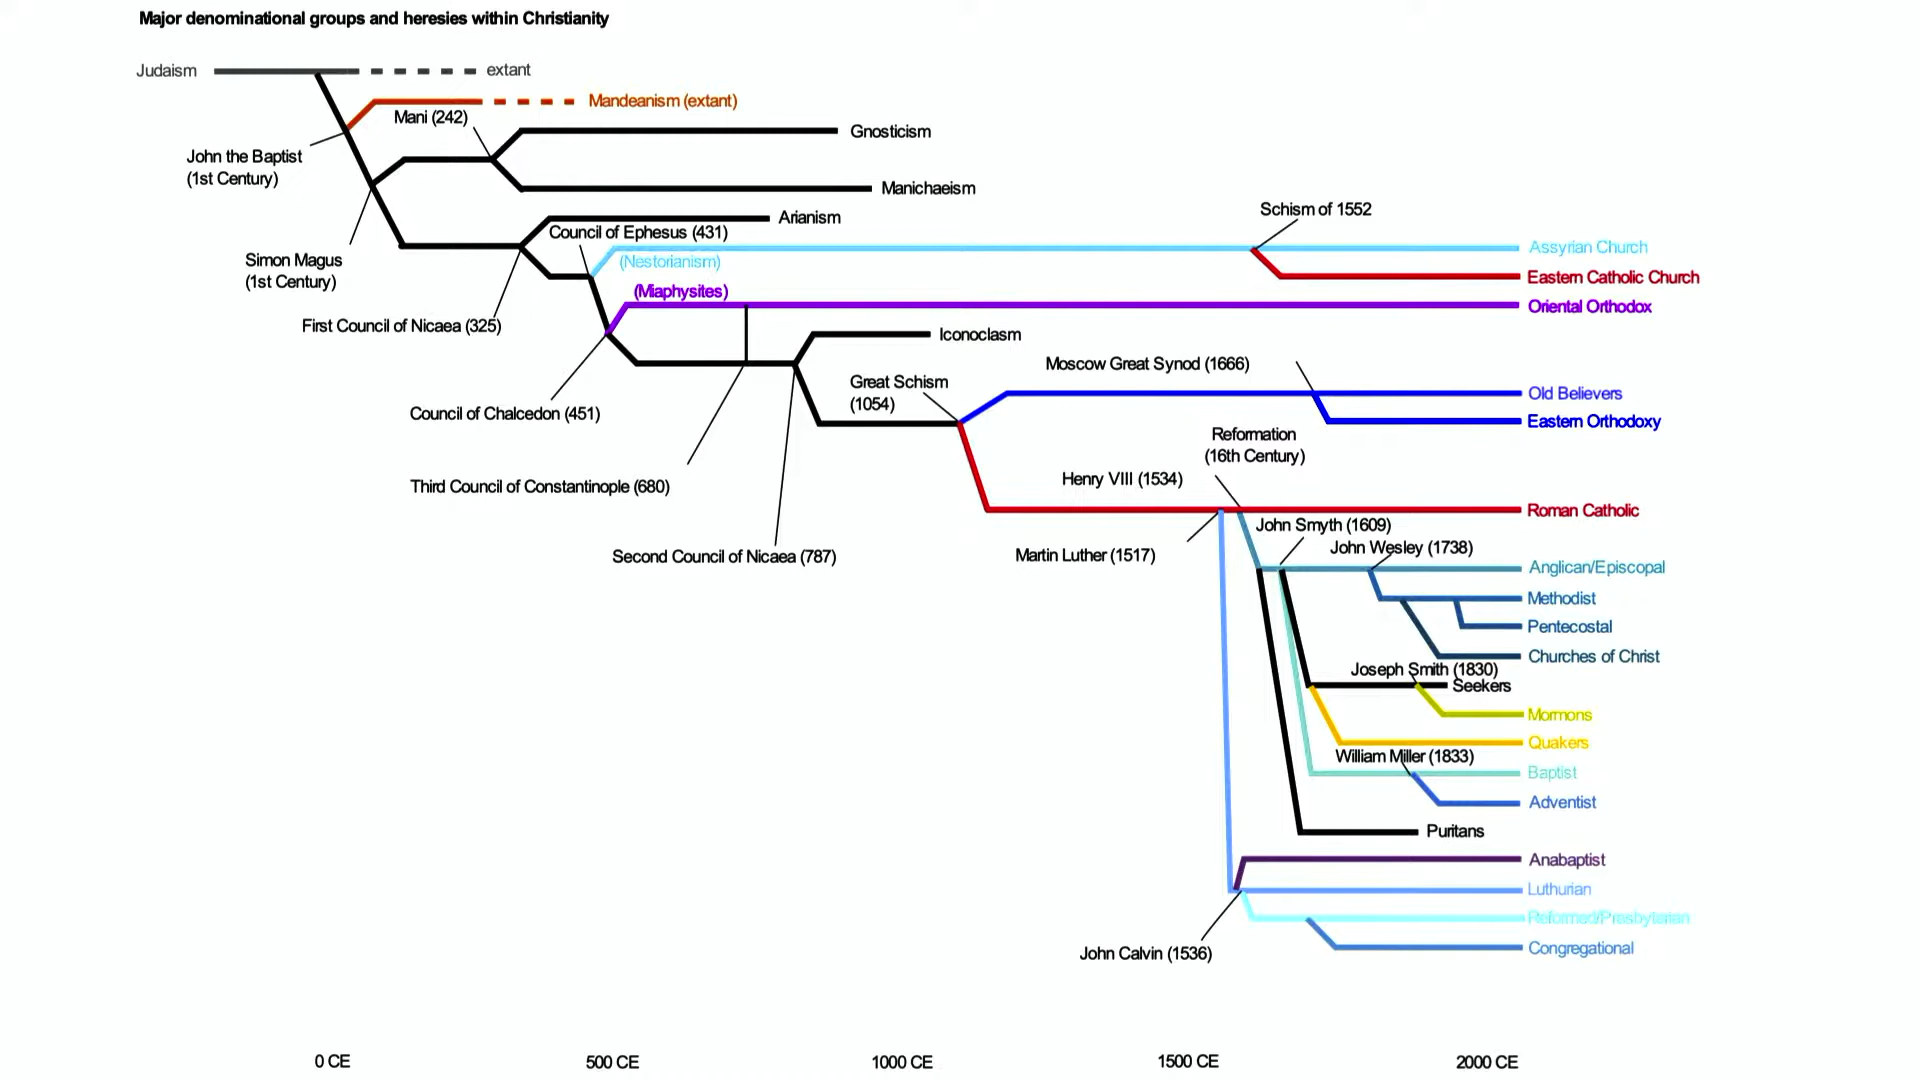 Major denominational groups and heresies within Christianity
Judaism
extant
Mandeanism (extant)
Mani (242)
Gnosticism
John the Baptist
(1st Century)
Manichaeism
Schism of 1552
Arianism
Council of Ephesus (431)
Assyrian Church
Simon Magus
(1st Century)
(Nestorianism)
Eastern Catholic Church
(Miaphysites)
Oriental Orthodox
First Council of Nicaea (325)
Iconoclasm
Moscow Great Synod (1666)
Great Schism
(1054)
Old Believers
Council of Chalcedon (451)
Eastern Orthodoxy
Reformation
(16th Century)
Henry VIII (1534)
Third Council of Constantinople (680)
Roman Catholic
John Smyth (1609)
John Wesley (1738)
Second Council of Nicaea (787)
Martin Luther (1517)
Anglican/Episcopal
Methodist
Pentecostal
Churches of Christ
Joseph Smith (1830)
Seekers
Mormons
Quakers
William Miller (1833)
Baptist
Adventist
Puritans
Anabaptist
Luthurian
Reformed/Presbyterian
Congregational
John Calvin (1536)
0 CE
500 CE
1000 CE
1500 CE
2000 CE